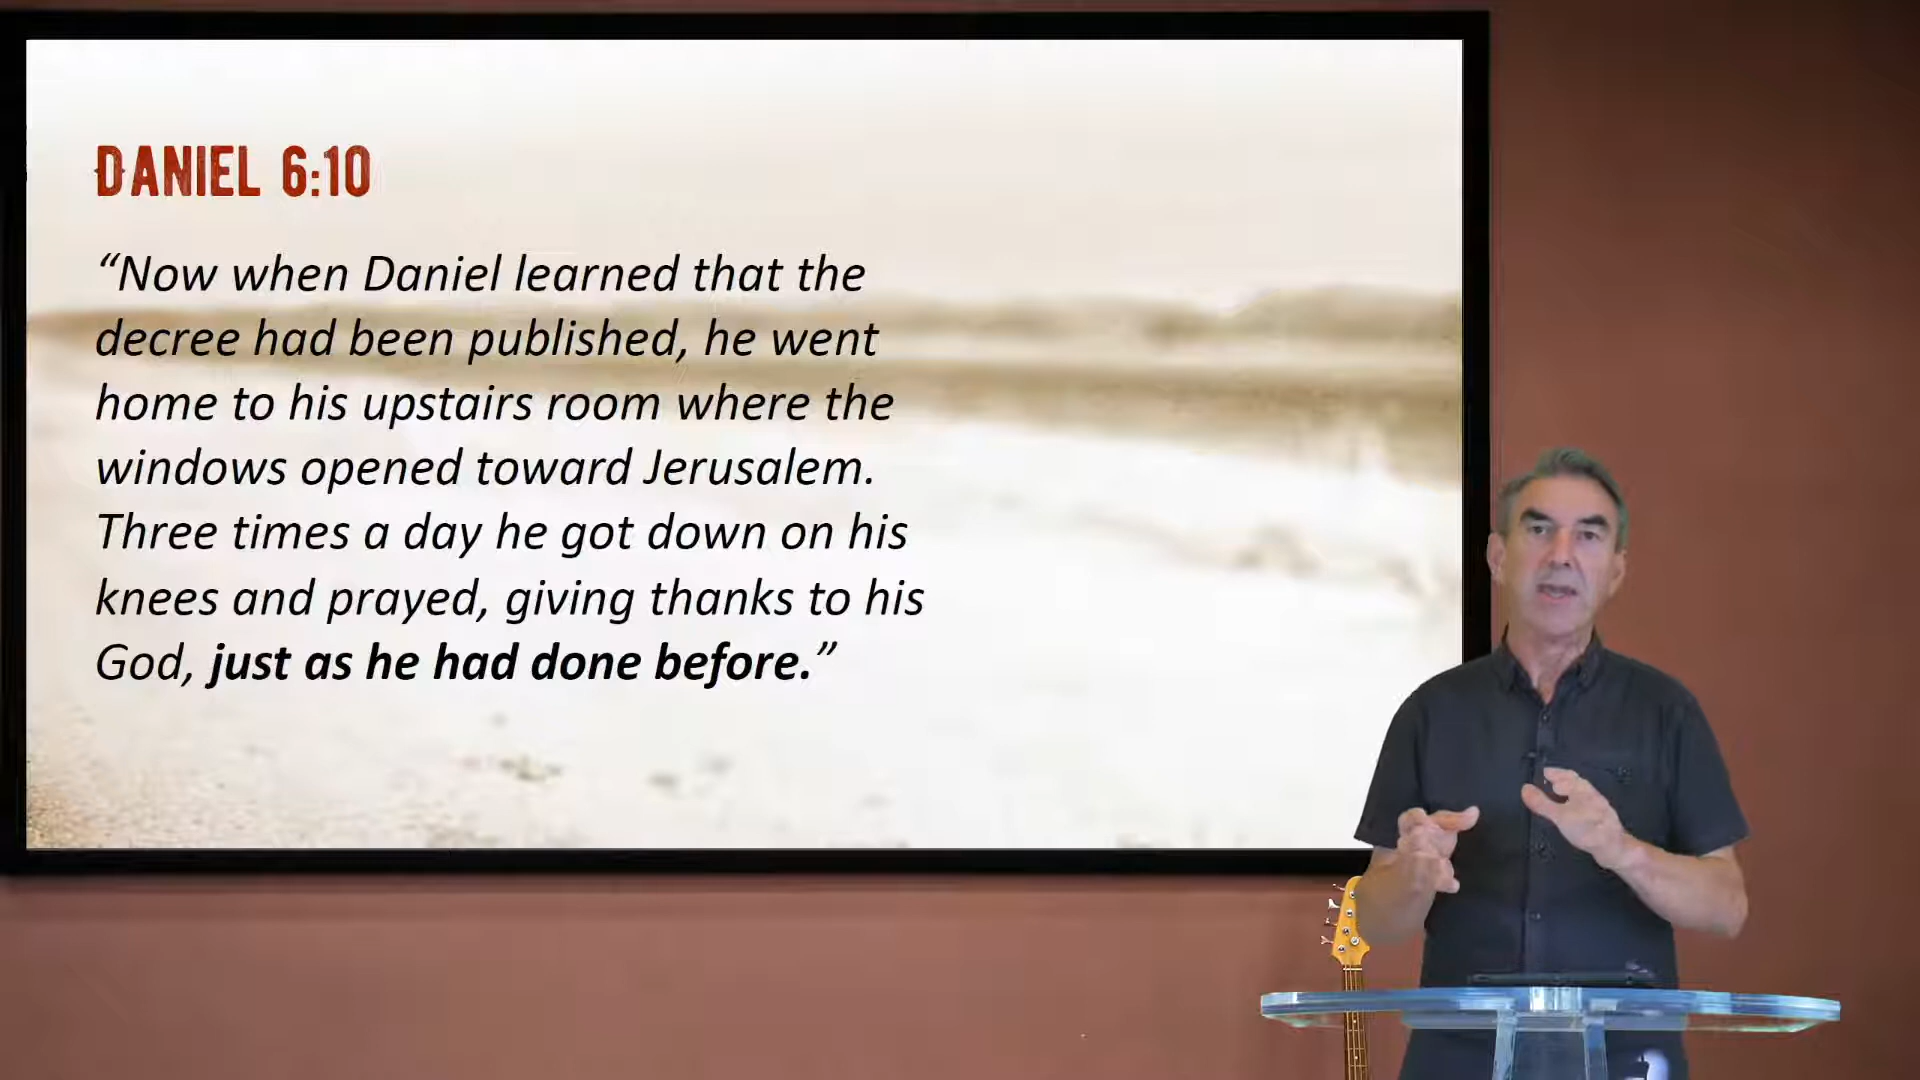 DANIEL 6:10
“Now when Daniel learned that the
decree had been published, he went
home to his upstairs room where the
windows opened toward Jerusalem.
Three times a day he got down on his
knees and prayed, giving thanks to his
God, just as he had done before.”